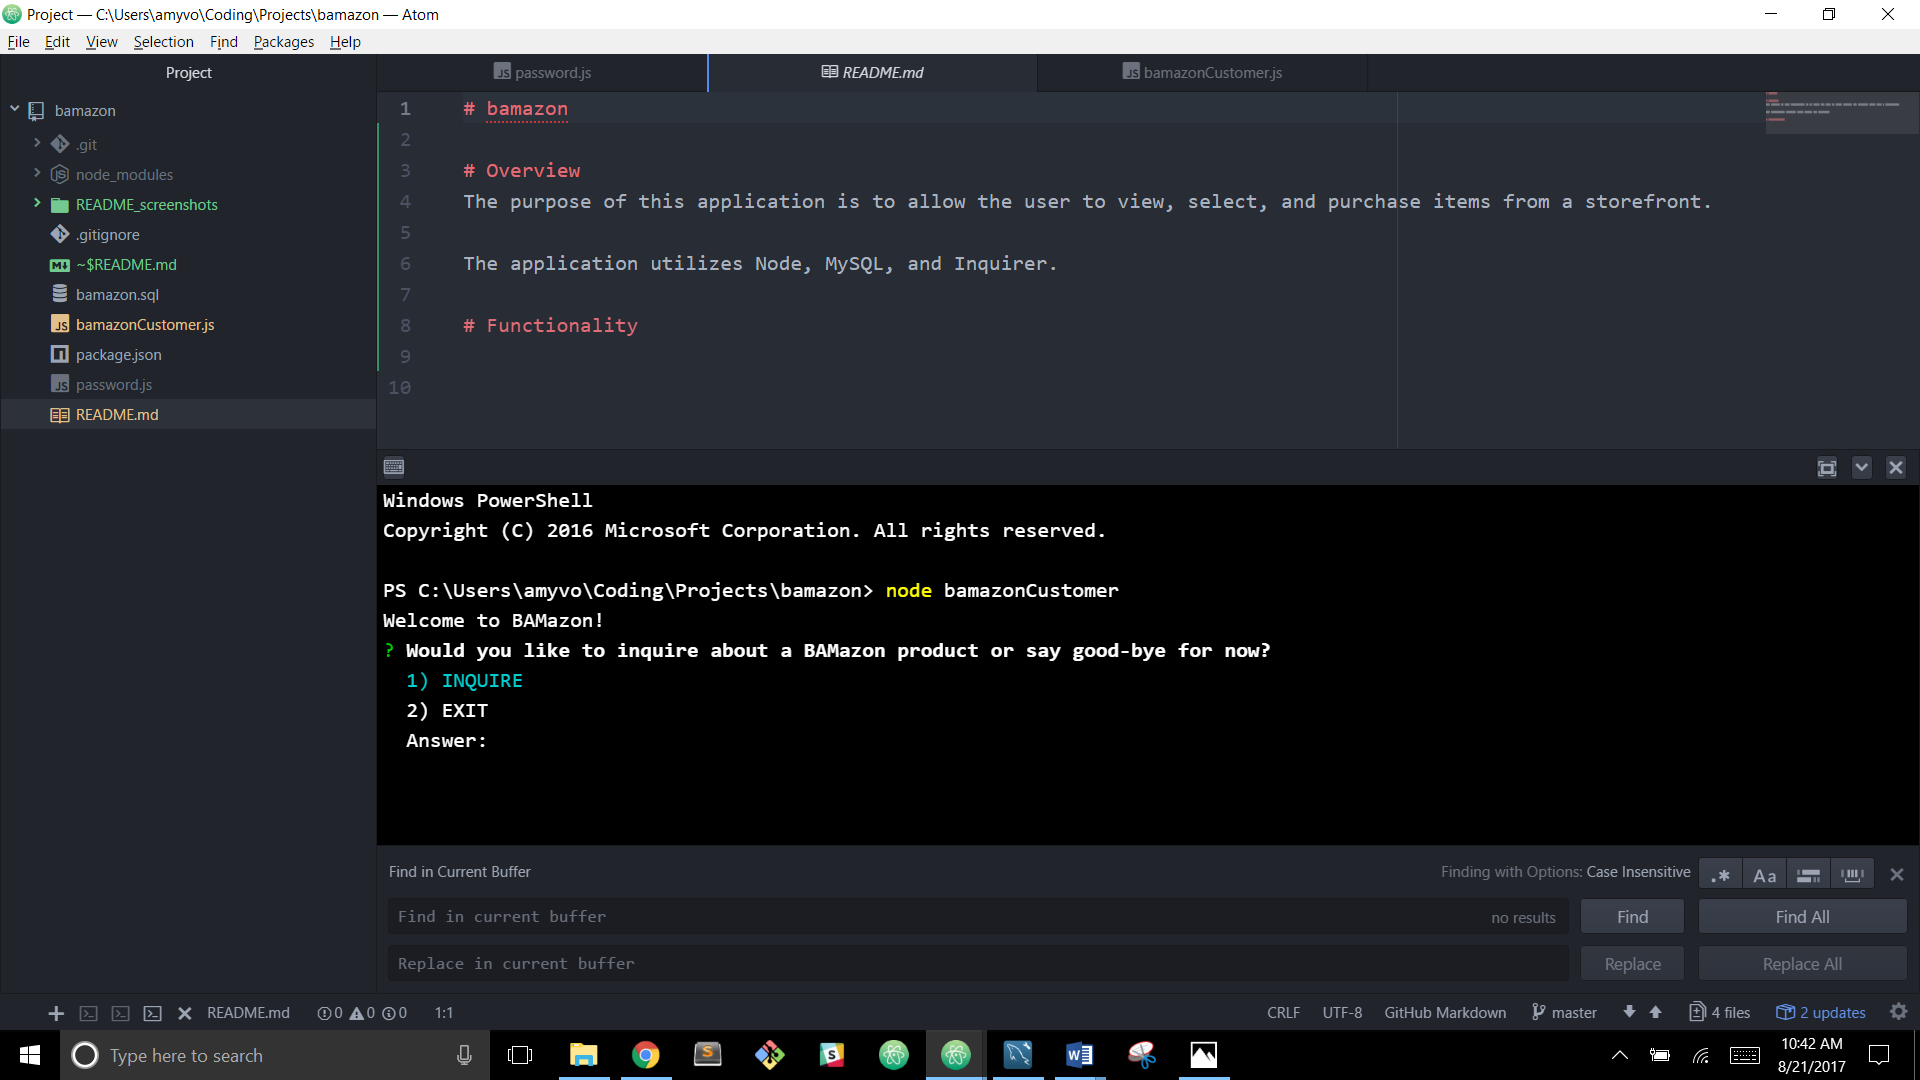 Project — C:\Users\amyvo\Coding\Projects\bamazon — Atom
File Edit View Selection Find Packages Help
Project
bamazon
.git
node_modules
README_screenshots
.gitignore
~$README.md
bamazon.sql
bamazonCustomer.js
package.json
password.js
README.md
password.js README.md bamazonCustomer.js
1 # bamazon
2
3 # Overview
4 The purpose of this application is to allow the user to view, select, and purchase items from a storefront.
5
6 The application utilizes Node, MySQL, and Inquirer.
7
8 # Functionality
9
10
Windows PowerShell
Copyright (C) 2016 Microsoft Corporation. All rights reserved.
PS C:\Users\amyvo\Coding\Projects\bamazon> node bamazonCustomer
Welcome to BAMazon!
? Would you like to inquire about a BAMazon product or say good-bye for now?
1) INQUIRE
2) EXIT
Answer:
Find in Current Buffer Finding with Options: Case Insensitive .* Aa
Find in current buffer no results Find Find All
Replace in current buffer Replace Replace All
README.md 0 0 0 1:1 CRLF UTF-8 GitHub Markdown master 4 files 2 updates
Type here to search
10:42 AM
8/21/2017